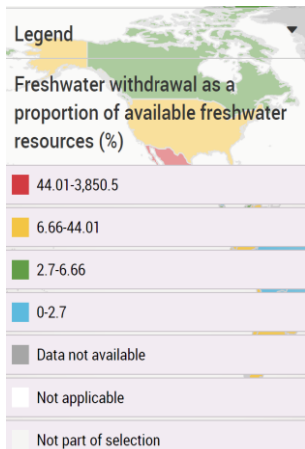 Legend
Freshwater withdrawal as a
proportion of available freshwater
resources (%)
44.01-3,850.5
6.66-44.01
2.7-6.66
0-2.7
Data not available
Not applicable
Not part of selection